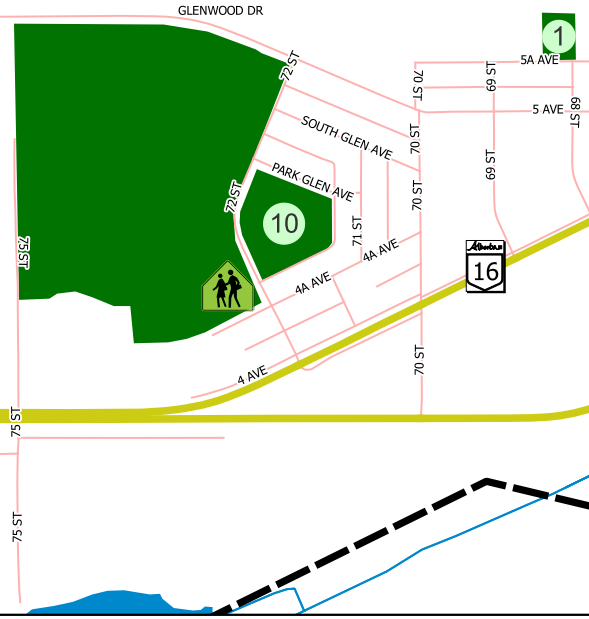 GLENWOOD DR
1
72 ST
5A AVE
70 ST
69 ST
68 ST
5 AVE
SOUTH GLEN AVE
70 ST
69 ST
PARK GLEN AVE
72 ST
70 ST
10
71 ST
75 ST
4A AVE
Alberta
16
4A AVE
70 ST
4 AVE
75 ST
75 ST